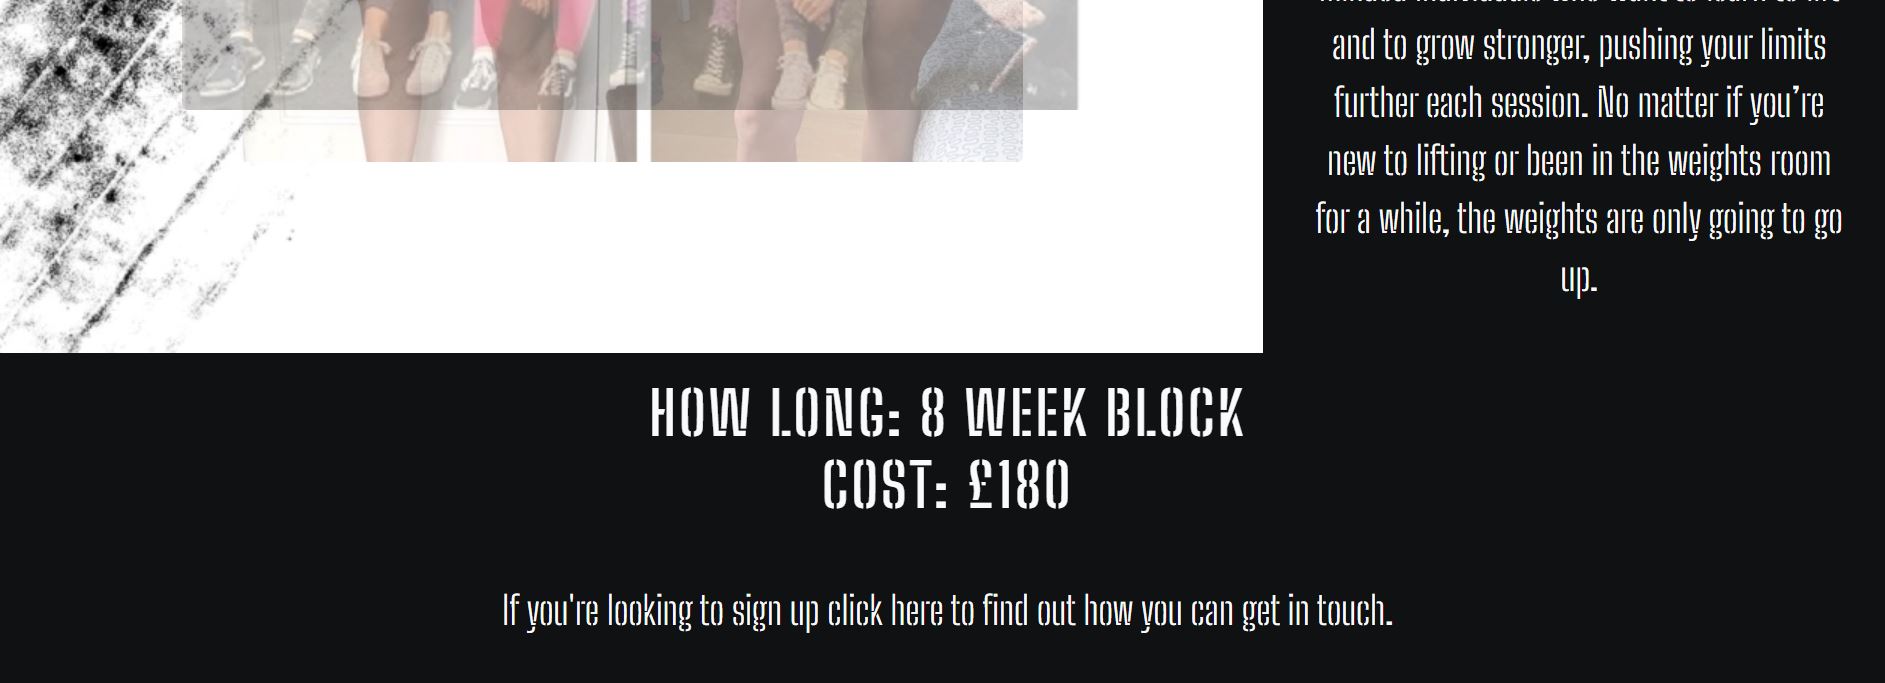 and to grow stronger, pushing your limits
further each session. No matter if you’re
new to lifting or been in the weights room
for a while, the weights are only going to go
up.
HOW LONG: 8 WEEK BLOCK
COST: £180
If you're looking to sign up click here to find out how you can get in touch.